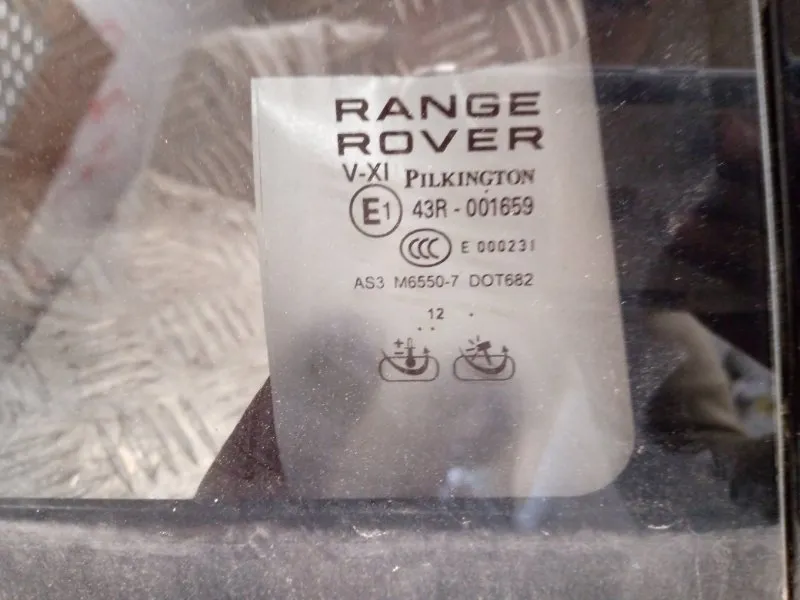 RANGE
ROVER
V-XI PILKINGTON
E1 43R - 001659
CCC E 000231
AS3 M6550-7 DOT682
12